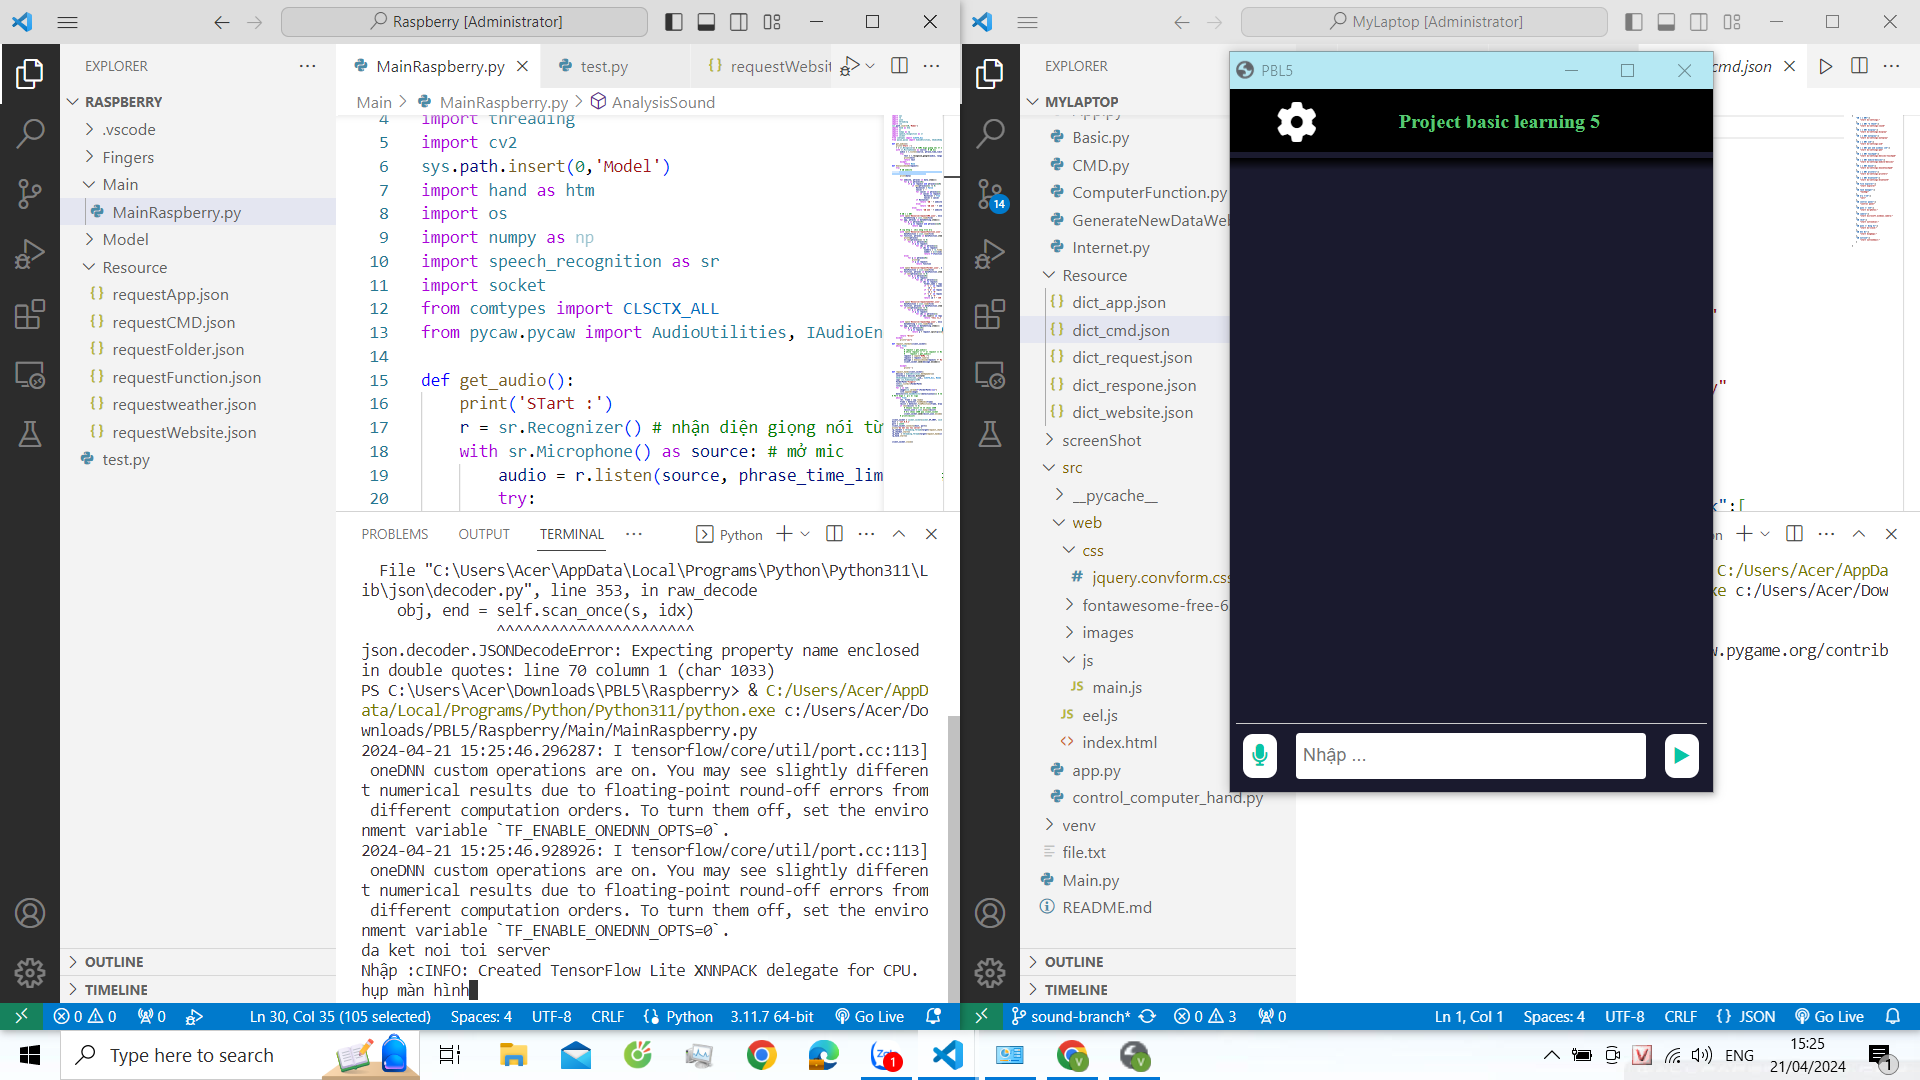 Raspberry [Administrator]
EXPLORER
RASPBERRY
.vscode
Fingers
Main
MainRaspberry.py
Model
Resource
requestApp.json
requestCMD.json
requestFolder.json
requestFunction.json
requestweather.json
requestWebsite.json
test.py
OUTLINE
TIMELINE
MainRaspberry.py
test.py
requestWebsit
Main > MainRaspberry.py > AnalysisSound
4 import threading
5 import cv2
6 sys.path.insert(0,'Model')
7 import hand as htm
8 import os
9 import numpy as np
10 import speech_recognition as sr
11 import socket
12 from comtypes import CLSCTX_ALL
13 from pycaw.pycaw import AudioUtilities, IAudioEn
14
15 def get_audio():
16 print('STart :')
17 r = sr.Recognizer() # nhận diện giọng nói từ
18 with sr.Microphone() as source: # mở mic
19 audio = r.listen(source, phrase_time_lim
20 try:
PROBLEMS OUTPUT TERMINAL Python
File "C:\Users\Acer\AppData\Local\Programs\Python\Python311\L
ib\json\decoder.py", line 353, in raw_decode
obj, end = self.scan_once(s, idx)
^^^^^^^^^^^^^^^^^^^^^^
json.decoder.JSONDecodeError: Expecting property name enclosed
in double quotes: line 70 column 1 (char 1033)
PS C:\Users\Acer\Downloads\PBL5\Raspberry> & C:/Users/Acer/AppD
ata/Local/Programs/Python/Python311/python.exe c:/Users/Acer/Do
wnloads/PBL5/Raspberry/Main/MainRaspberry.py
2024-04-21 15:25:46.296287: I tensorflow/core/util/port.cc:113]
oneDNN custom operations are on. You may see slightly differen
t numerical results due to floating-point round-off errors from
different computation orders. To turn them off, set the enviro
nment variable `TF_ENABLE_ONEDNN_OPTS=0`.
2024-04-21 15:25:46.928926: I tensorflow/core/util/port.cc:113]
oneDNN custom operations are on. You may see slightly differen
t numerical results due to floating-point round-off errors from
different computation orders. To turn them off, set the enviro
nment variable `TF_ENABLE_ONEDNN_OPTS=0`.
da ket noi toi server
Nhập :cINFO: Created TensorFlow Lite XNNPACK delegate for CPU.
hụp màn hình
0 0 0 Ln 30, Col 35 (105 selected) Spaces: 4 UTF-8 CRLF Python 3.11.7 64-bit Go Live
MyLaptop [Administrator]
EXPLORER
MYLAPTOP
App.py
Basic.py
CMD.py
ComputerFunction.py
GenerateNewDataWeb
Internet.py
Resource
dict_app.json
dict_cmd.json
dict_request.json
dict_respone.json
dict_website.json
screenShot
src
__pycache__
web
css
jquery.convform.css
fontawesome-free-6
images
js
main.js
eel.js
index.html
app.py
control_computer_hand.py
venv
file.txt
Main.py
README.md
OUTLINE
TIMELINE
14
cmd.json
":[
C:/Users/Acer/AppDa
xe c:/Users/Acer/Dow
w.pygame.org/contrib
PBL5
Project basic learning 5
Nhập ...
sound-branch* 0 3 0 Ln 1, Col 1 Spaces: 4 UTF-8 CRLF JSON Go Live
Type here to search
1
ENG
15:25
21/04/2024
1